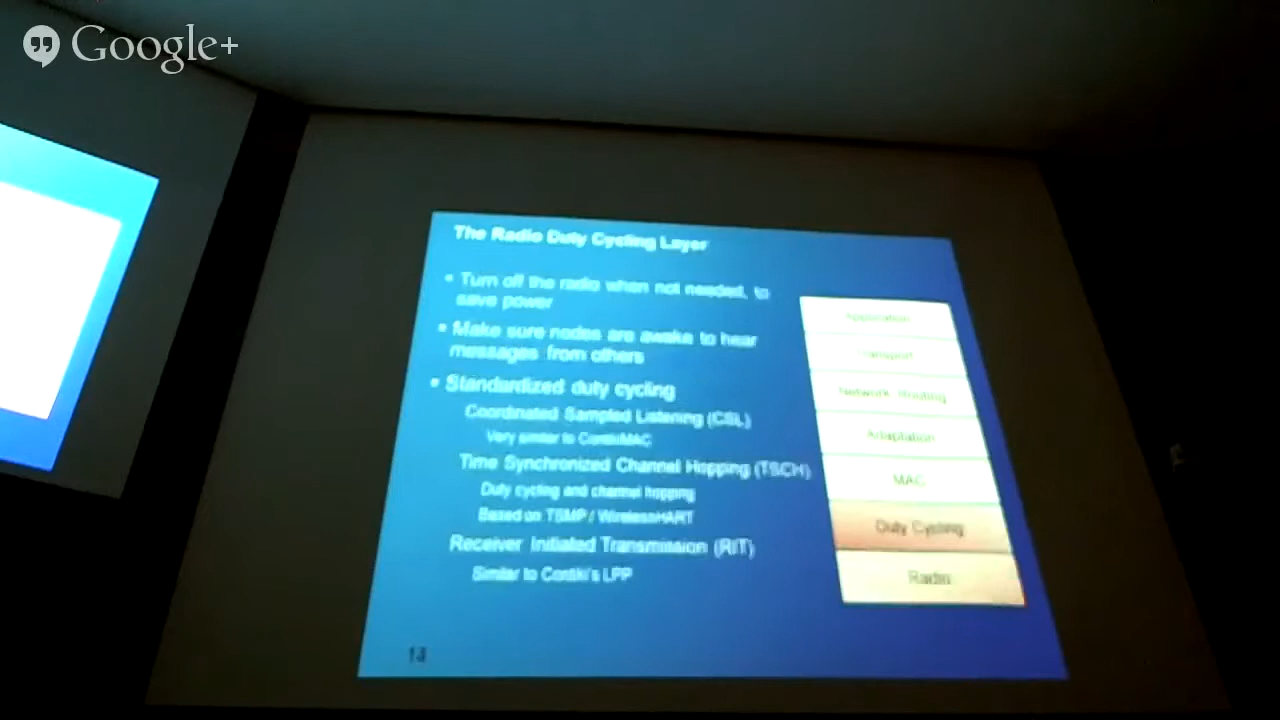 Google+
The Radio Duty Cycling Layer
• Turn off the radio when not needed, to
save power
• Make sure nodes are awake to hear
messages from others
• Standardized duty cycling
Coordinated Sampled Listening (CSL)
Very similar to ContikiMAC
Time Synchronized Channel Hopping (TSCH)
Duty cycling and channel hopping
Based on TSMP / WirelessHART
Receiver Initiated Transmission (RIT)
Similar to Contiki's LPP
Application
Transport
Network, Routing
Adaptation
MAC
Duty Cycling
Radio